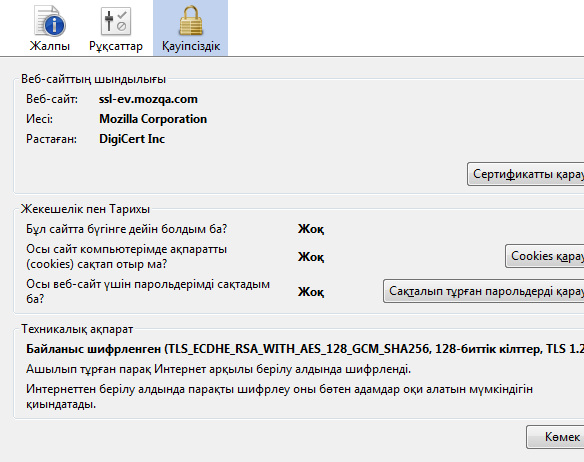 Жалпы Рұқсаттар Қауіпсіздік
Веб-сайттың шындылығы
Веб-сайт: ssl-ev.mozqa.com
Иесі: Mozilla Corporation
Растаған: DigiCert Inc
Сертификатты қарау
Жекешелік пен Тарихы
Бұл сайтта бүгінге дейін болдым ба? Жоқ
Осы сайт компьютерімде ақпаратты
(cookies) сақтап отыр ма? Жоқ Cookies қарау
Осы веб-сайт үшін парольдерімді сақтадым
ба? Жоқ Сақталып тұрған парольдерді қарау
Техникалық ақпарат
Байланыс шифрленген (TLS_ECDHE_RSA_WITH_AES_128_GCM_SHA256, 128-биттік кілттер, TLS 1.2
Ашылып тұрған парақ Интернет арқылы берілу алдында шифрленді.
Интернеттен берілу алдында парақты шифрлеу оны бөтен адамдар оқи алатын мүмкіндігін
қиындатады.
Көмек